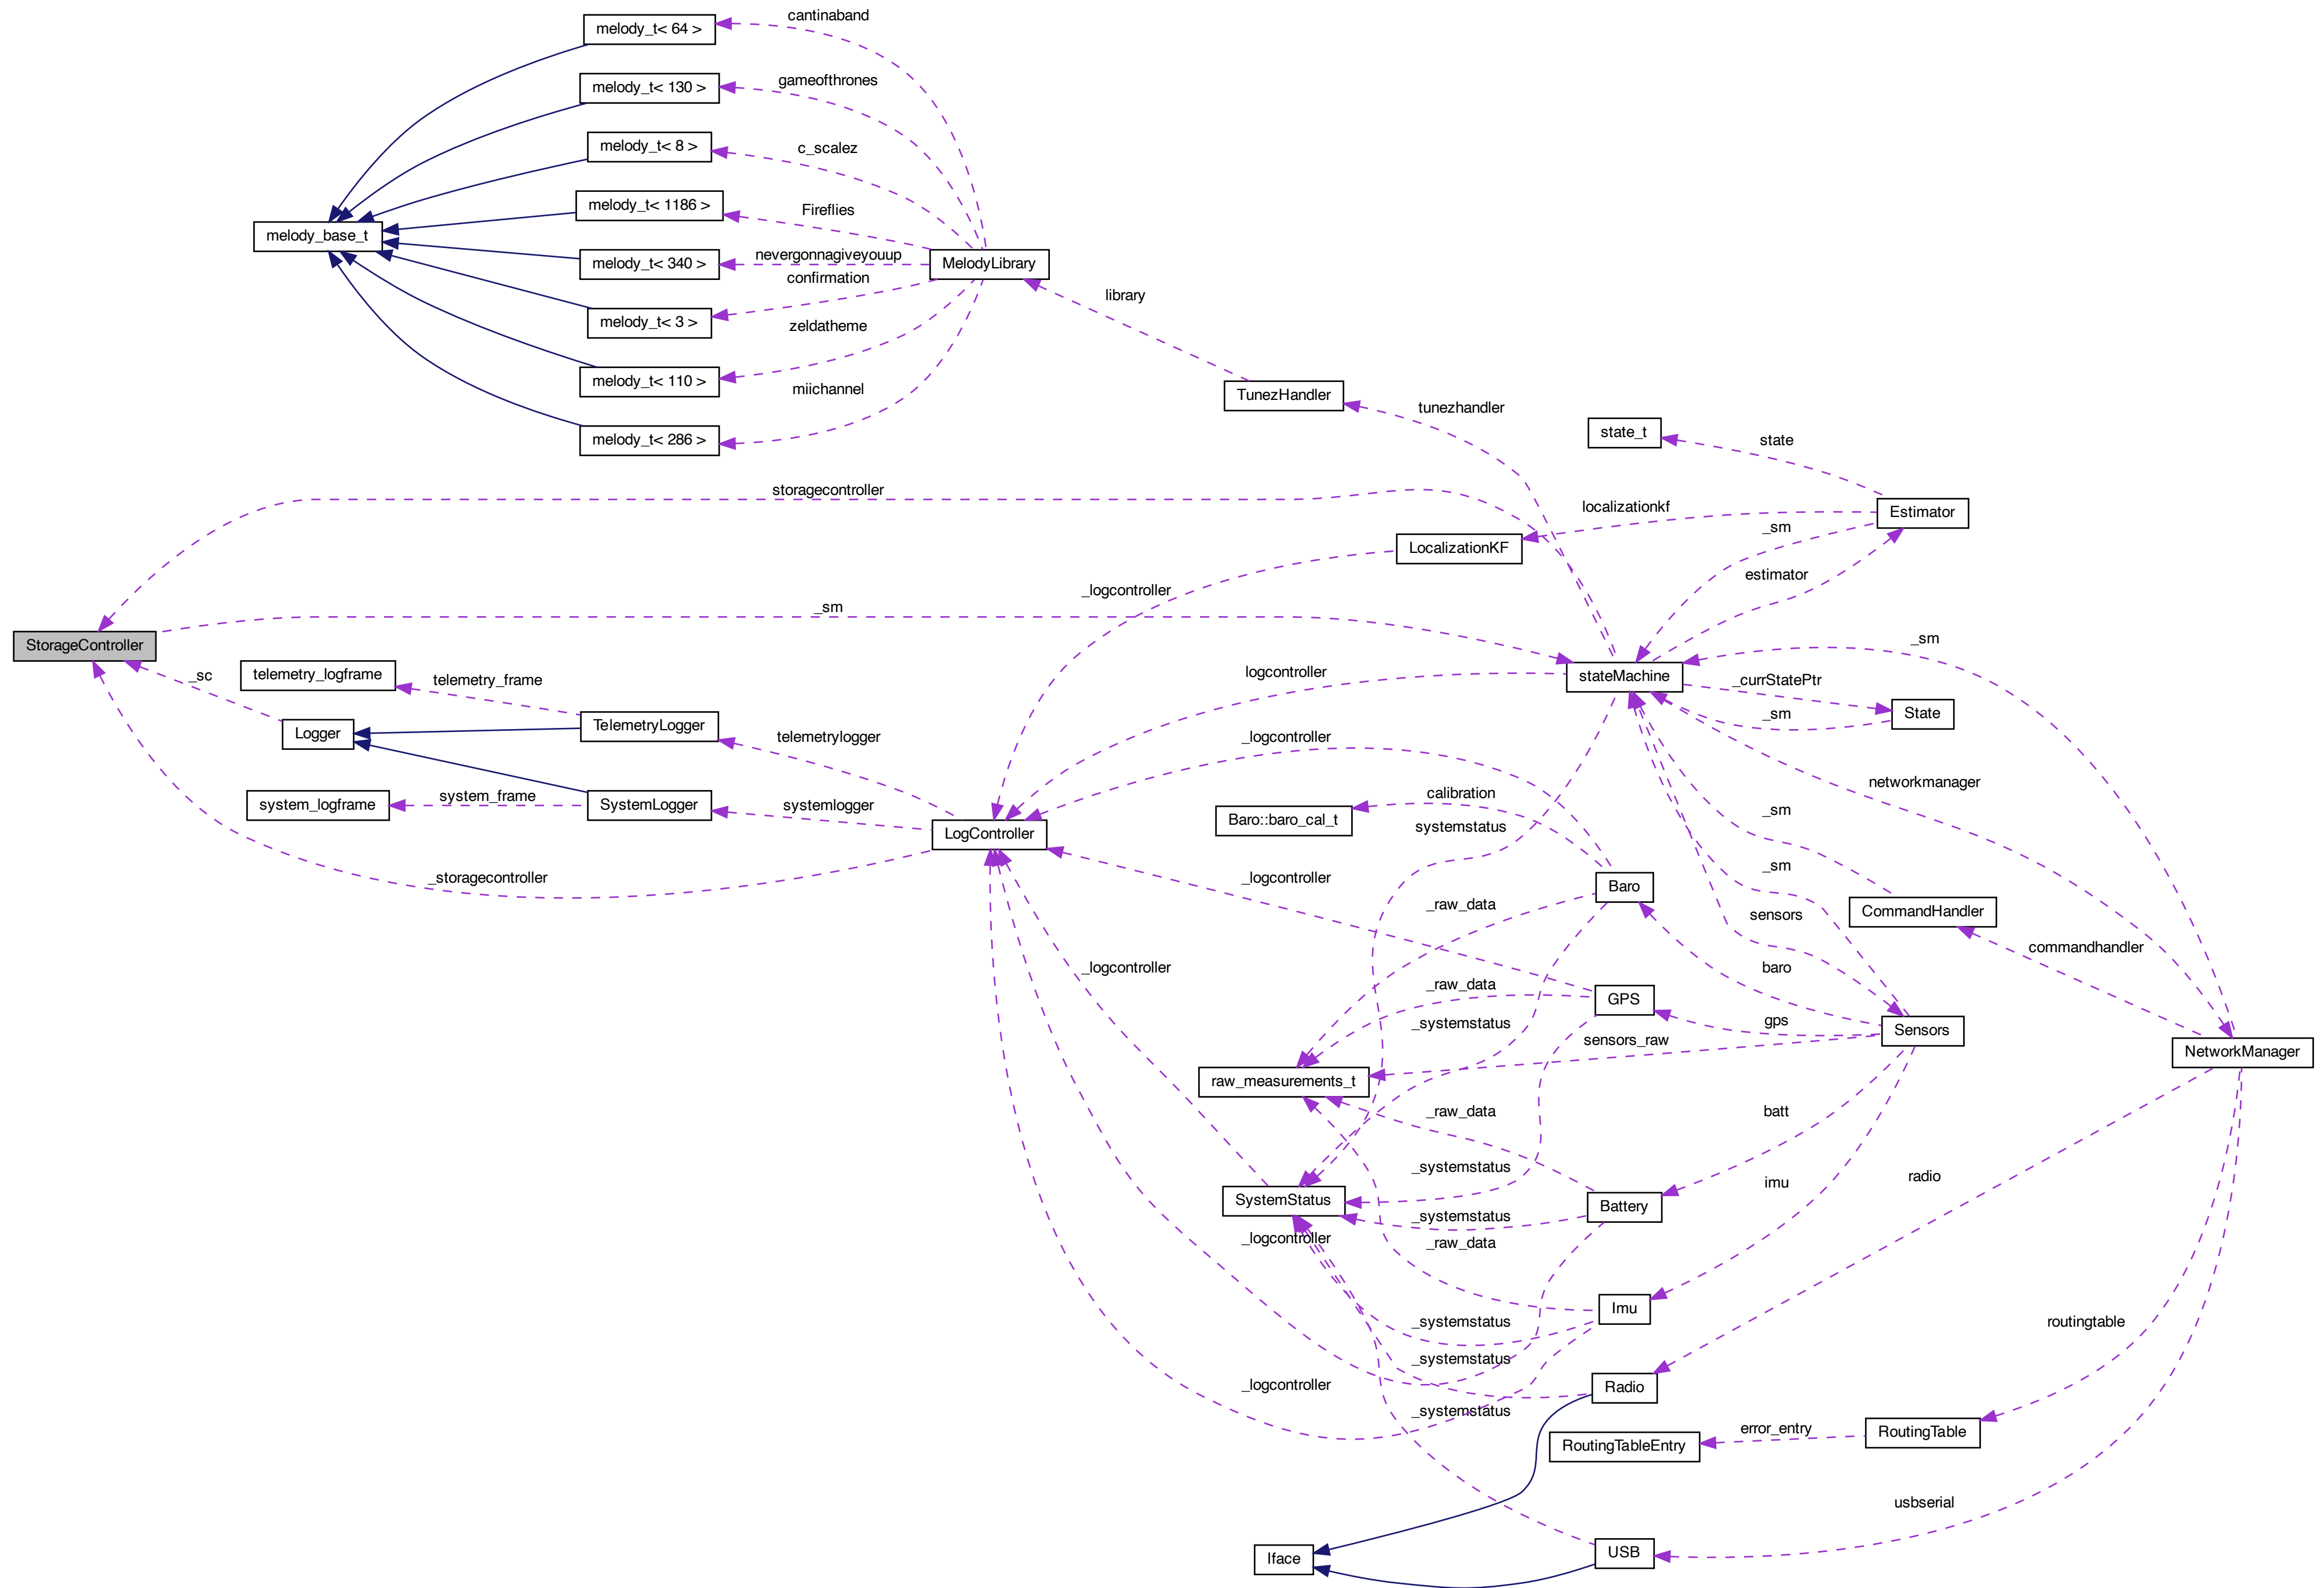 cantinaband
melody_t< 64 >
gameofthrones
melody_t< 130 >
c_scalez
melody_t< 8 >
Fireflies
melody_t< 1186 >
melody_base_t
nevergonnagiveyouup
melody_t< 340 >
MelodyLibrary
confirmation
library
melody_t< 3 >
zeldatheme
melody_t< 110 >
miichannel
TunezHandler
tunezhandler
melody_t< 286 >
state_t
state
storagecontroller
localizationkf
Estimator
_sm
LocalizationKF
estimator
_logcontroller
_sm
_sm
StorageController
telemetry_logframe
_sc
telemetry_frame
logcontroller
stateMachine
_currStatePtr
_sm
State
Logger
TelemetryLogger
telemetrylogger
_logcontroller
networkmanager
system_logframe
system_frame
SystemLogger
systemlogger
calibration
_sm
Baro::baro_cal_t
systemstatus
LogController
_sm
_storagecontroller
_logcontroller
Baro
_raw_data
sensors
CommandHandler
commandhandler
_logcontroller
baro
_raw_data
GPS
_systemstatus
gps
Sensors
sensors_raw
NetworkManager
raw_measurements_t
_raw_data
batt
_systemstatus
imu
radio
SystemStatus
Battery
_systemstatus
_logcontroller
_raw_data
Imu
_systemstatus
routingtable
_systemstatus
_logcontroller
Radio
_systemstatus
error_entry
RoutingTable
RoutingTableEntry
usbserial
Iface
USB